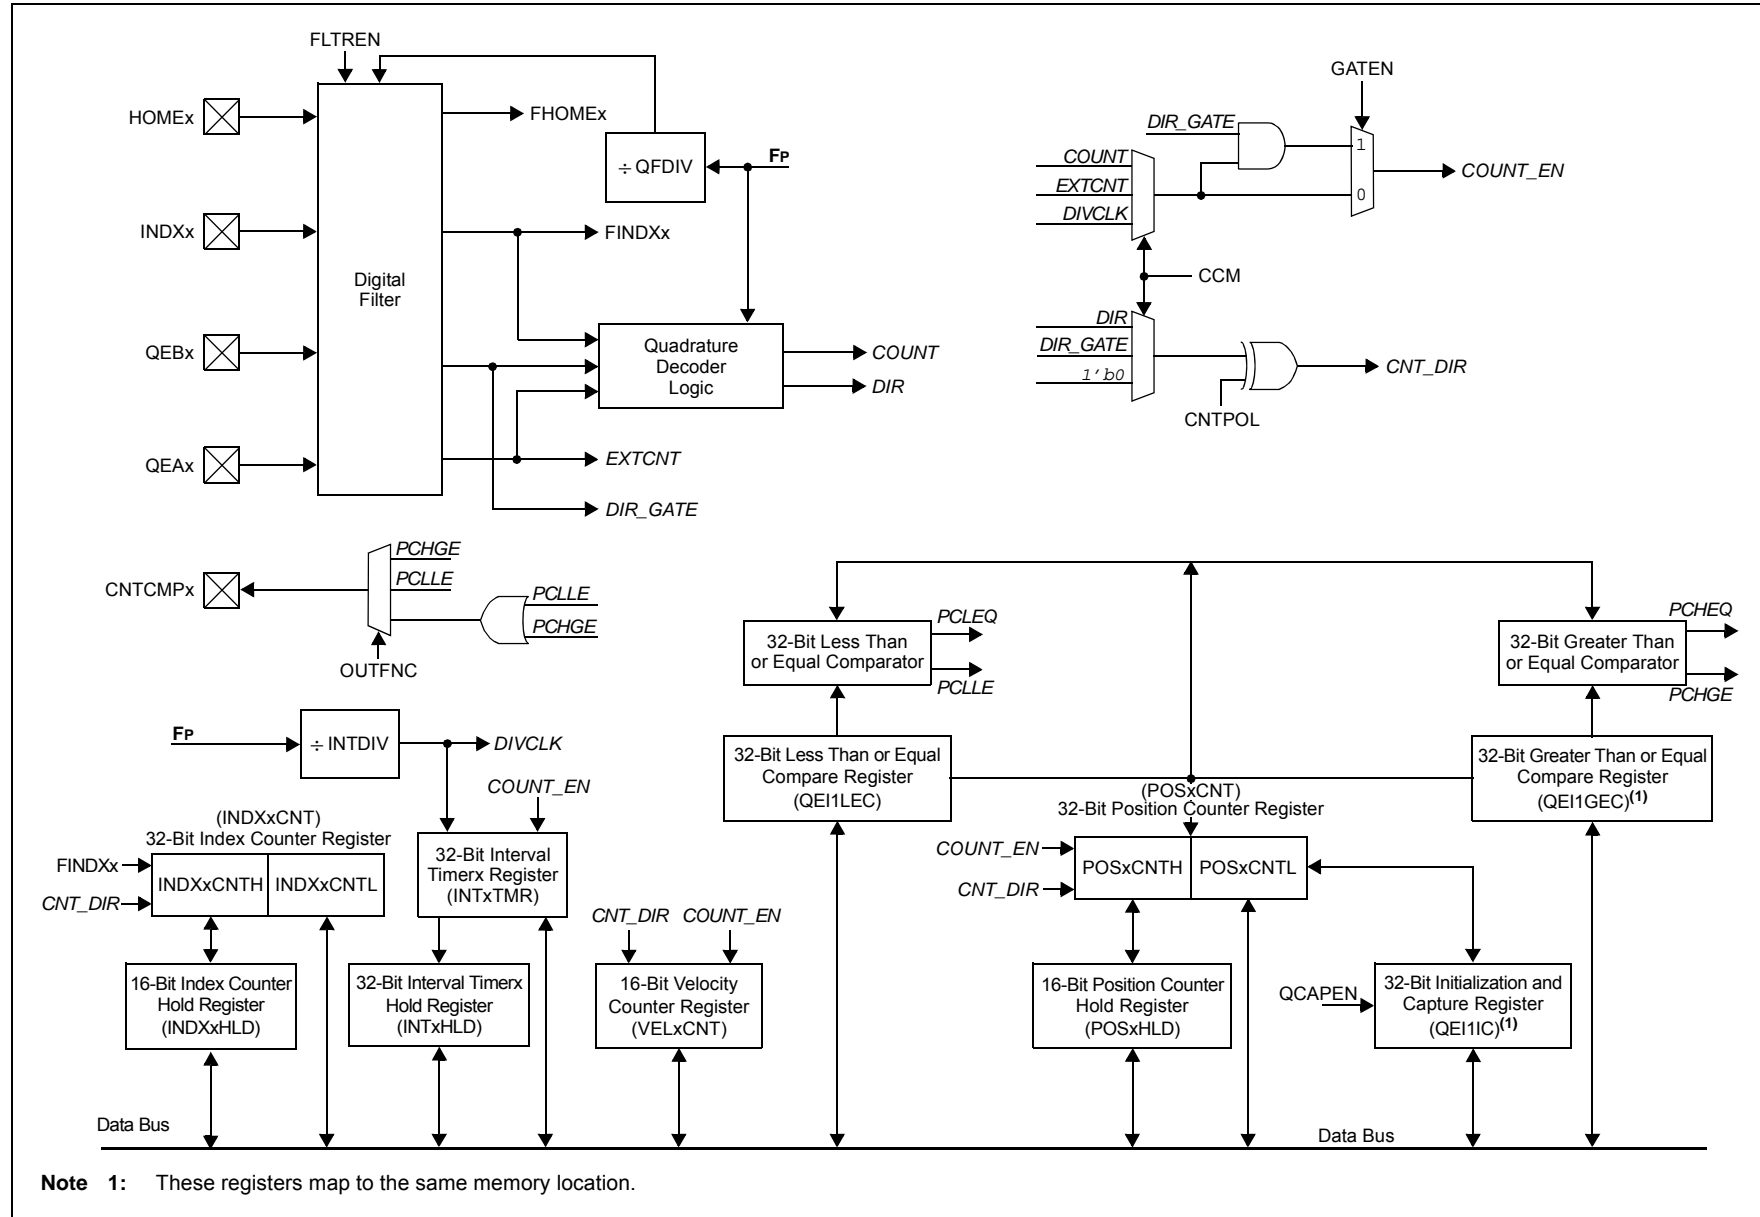 FLTREN
HOMEx
INDXx
QEBx
QEAx
Digital
Filter
FHOMEx
÷ QFDIV
FP
FINDXx
Quadrature
Decoder
Logic
COUNT
DIR
EXTCNT
DIR_GATE
GATEN
DIR_GATE
COUNT
EXTCNT
DIVCLK
1
0
COUNT_EN
CCM
DIR
DIR_GATE
1'b0
CNTPOL
CNT_DIR
CNTCMPx
PCHGE
PCLLE
PCLLE
PCHGE
OUTFNC
FP
÷ INTDIV
DIVCLK
COUNT_EN
(INDXxCNT)
32-Bit Index Counter Register
FINDXx
CNT_DIR
INDXxCNTH
INDXxCNTL
32-Bit Interval
Timerx Register
(INTxTMR)
16-Bit Index Counter
Hold Register
(INDXxHLD)
32-Bit Interval Timerx
Hold Register
(INTxHLD)
CNT_DIR
COUNT_EN
16-Bit Velocity
Counter Register
(VELxCNT)
32-Bit Less Than
or Equal Comparator
PCLEQ
PCLLE
32-Bit Greater Than
or Equal Comparator
PCHEQ
PCHGE
32-Bit Less Than or Equal
Compare Register
(QEI1LEC)
32-Bit Greater Than or Equal
Compare Register
(QEI1GEC)(1)
(POSxCNT)
32-Bit Position Counter Register
COUNT_EN
CNT_DIR
POSxCNTH
POSxCNTL
16-Bit Position Counter
Hold Register
(POSxHLD)
QCAPEN
32-Bit Initialization and
Capture Register
(QEI1IC)(1)
Data Bus
Data Bus
Note 1: These registers map to the same memory location.